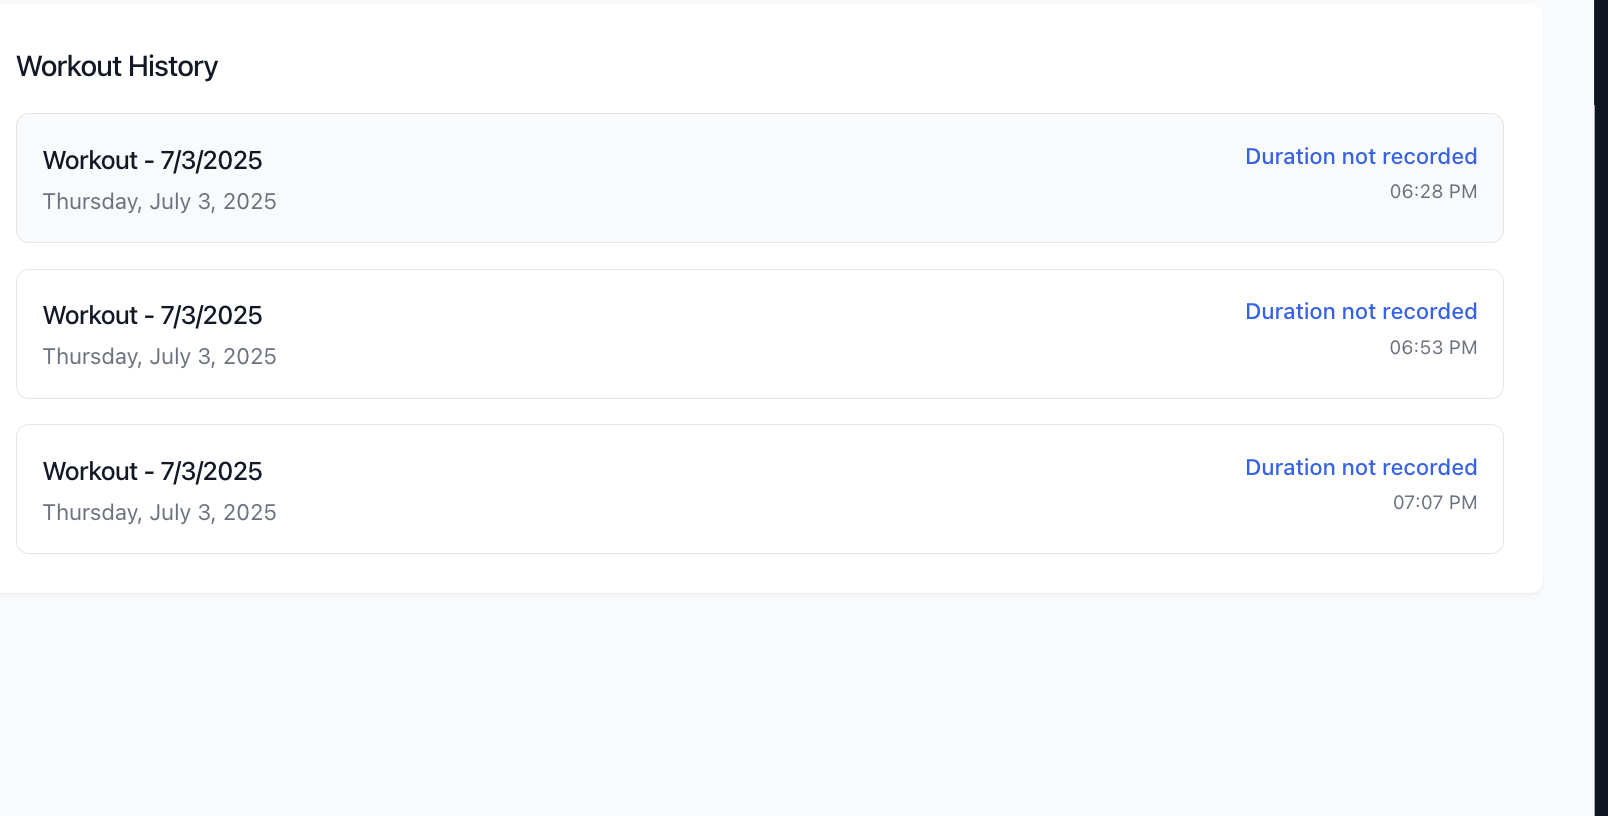 Workout History
Workout - 7/3/2025
Thursday, July 3, 2025
Duration not recorded
06:28 PM
Workout - 7/3/2025
Thursday, July 3, 2025
Duration not recorded
06:53 PM
Workout - 7/3/2025
Thursday, July 3, 2025
Duration not recorded
07:07 PM